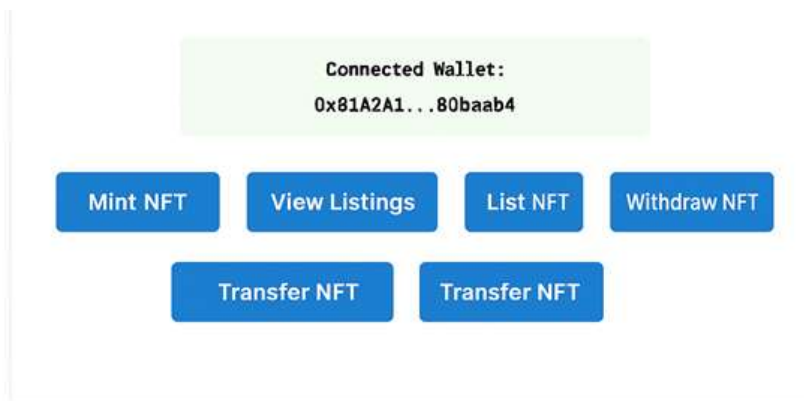 Connected Wallet:
0x81A2A1...80baab4
Mint NFT
View Listings
List NFT
Withdraw NFT
Transfer NFT
Transfer NFT